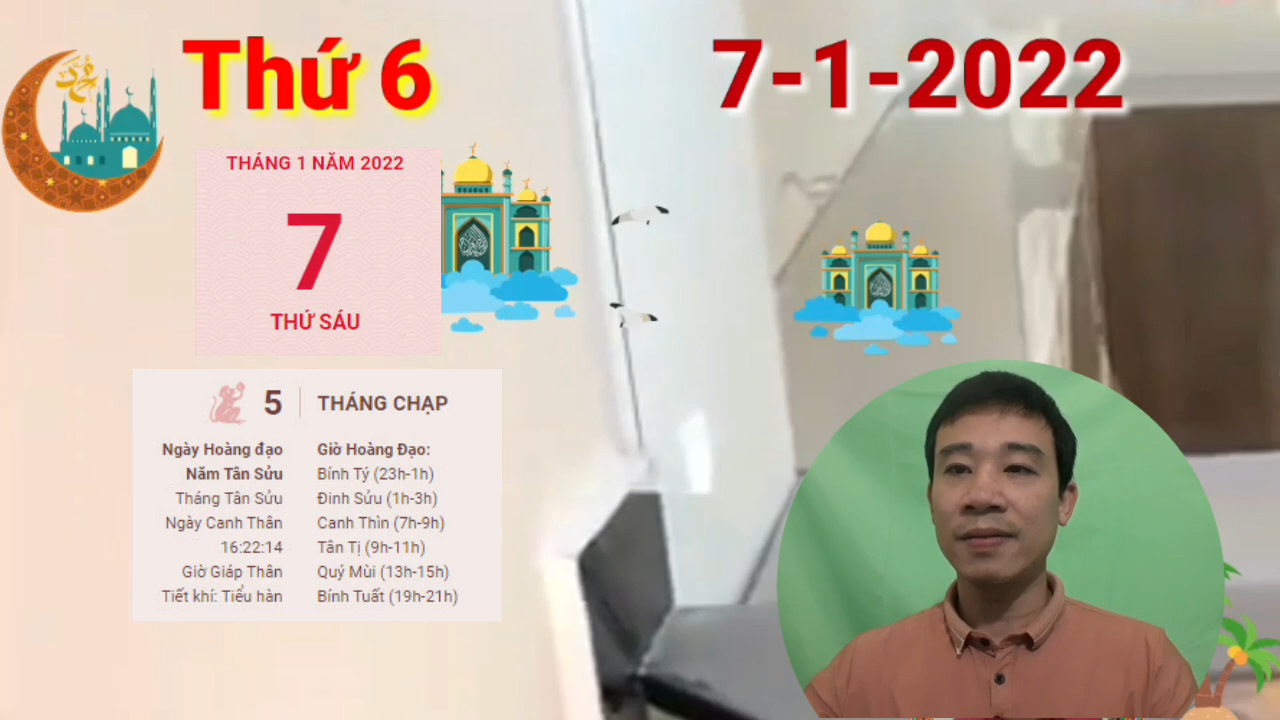 Thứ 6
7-1-2022
THÁNG 1 NĂM 2022
7
THỨ SÁU
5 THÁNG CHẠP
Ngày Hoàng đạo
Năm Tân Sửu
Tháng Tân Sửu
Ngày Canh Thân
16:22:14
Giờ Giáp Thân
Tiết khí: Tiểu hàn
Giờ Hoàng Đạo:
Bính Tý (23h-1h)
Đinh Sửu (1h-3h)
Canh Thìn (7h-9h)
Tân Tị (9h-11h)
Quý Mùi (13h-15h)
Bính Tuất (19h-21h)